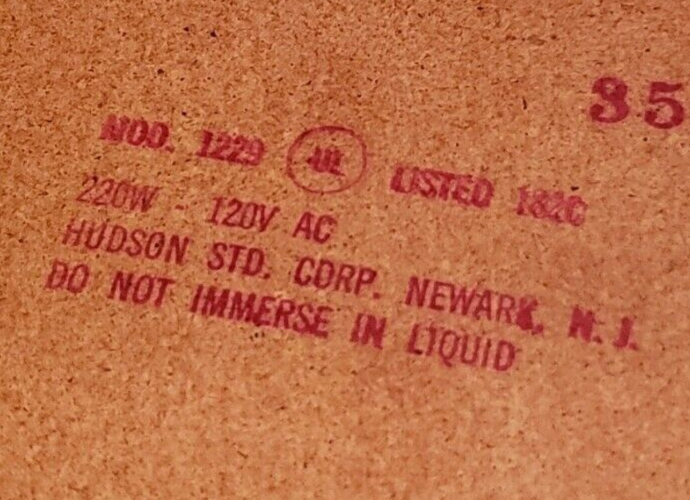 35
MOD. 1229 UL LISTED 182C
220W - 120V AC
HUDSON STD. CORP. NEWARK, N. J.
DO NOT IMMERSE IN LIQUID